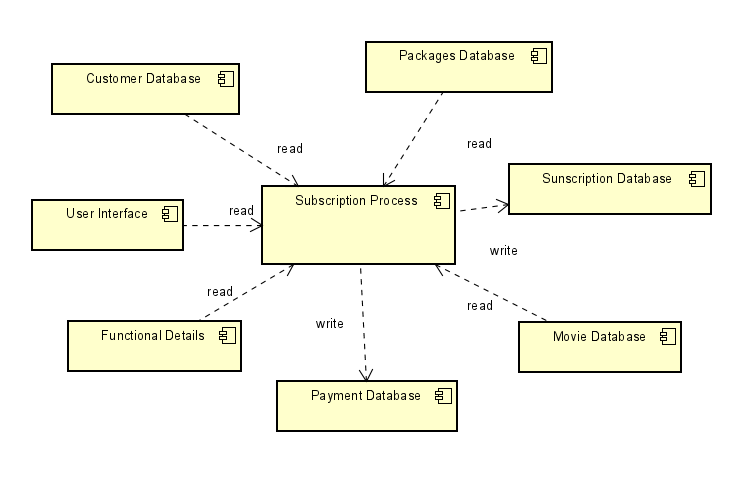 Packages Database
Customer Database
read
read
Sunscription Database
Subscription Process
User Interface
read
write
read
read
write
Functional Details
Movie Database
Payment Database